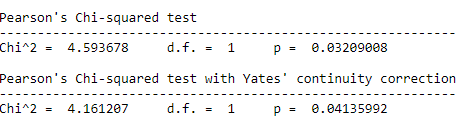 Pearson's Chi-squared test
------------------------------------------------------------
Chi^2 =  4.593678     d.f. =  1     p =  0.03209008
Pearson's Chi-squared test with Yates' continuity correction
------------------------------------------------------------
Chi^2 =  4.161207     d.f. =  1     p =  0.04135992